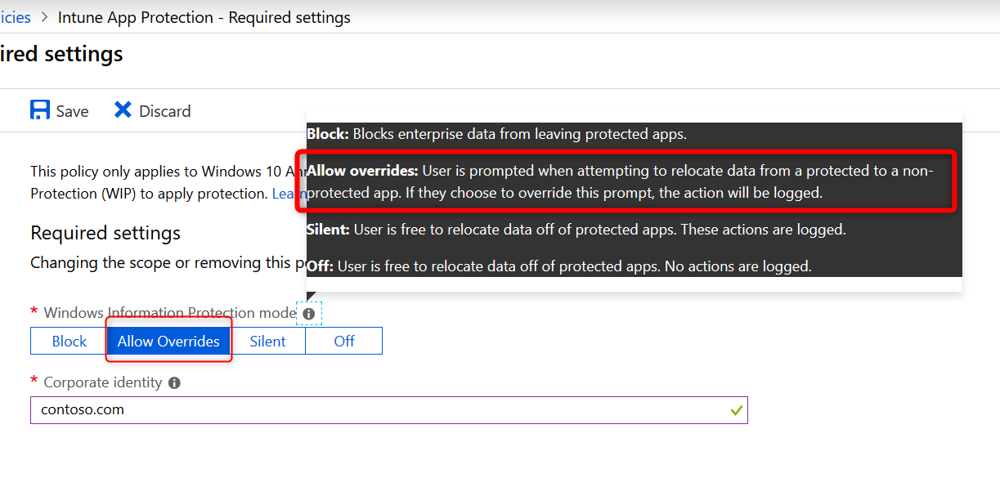 icies > Intune App Protection - Required settings
ired settings
Save Discard
Block: Blocks enterprise data from leaving protected apps.
Allow overrides: User is prompted when attempting to relocate data from a protected to a non-
protected app. If they choose to override this prompt, the action will be logged.
Silent: User is free to relocate data off of protected apps. These actions are logged.
Off: User is free to relocate data off of protected apps. No actions are logged.
This policy only applies to Windows 10 An
Protection (WIP) to apply protection. Learn
Required settings
Changing the scope or removing this p
* Windows Information Protection mode
Block Allow Overrides Silent Off
* Corporate identity
contoso.com